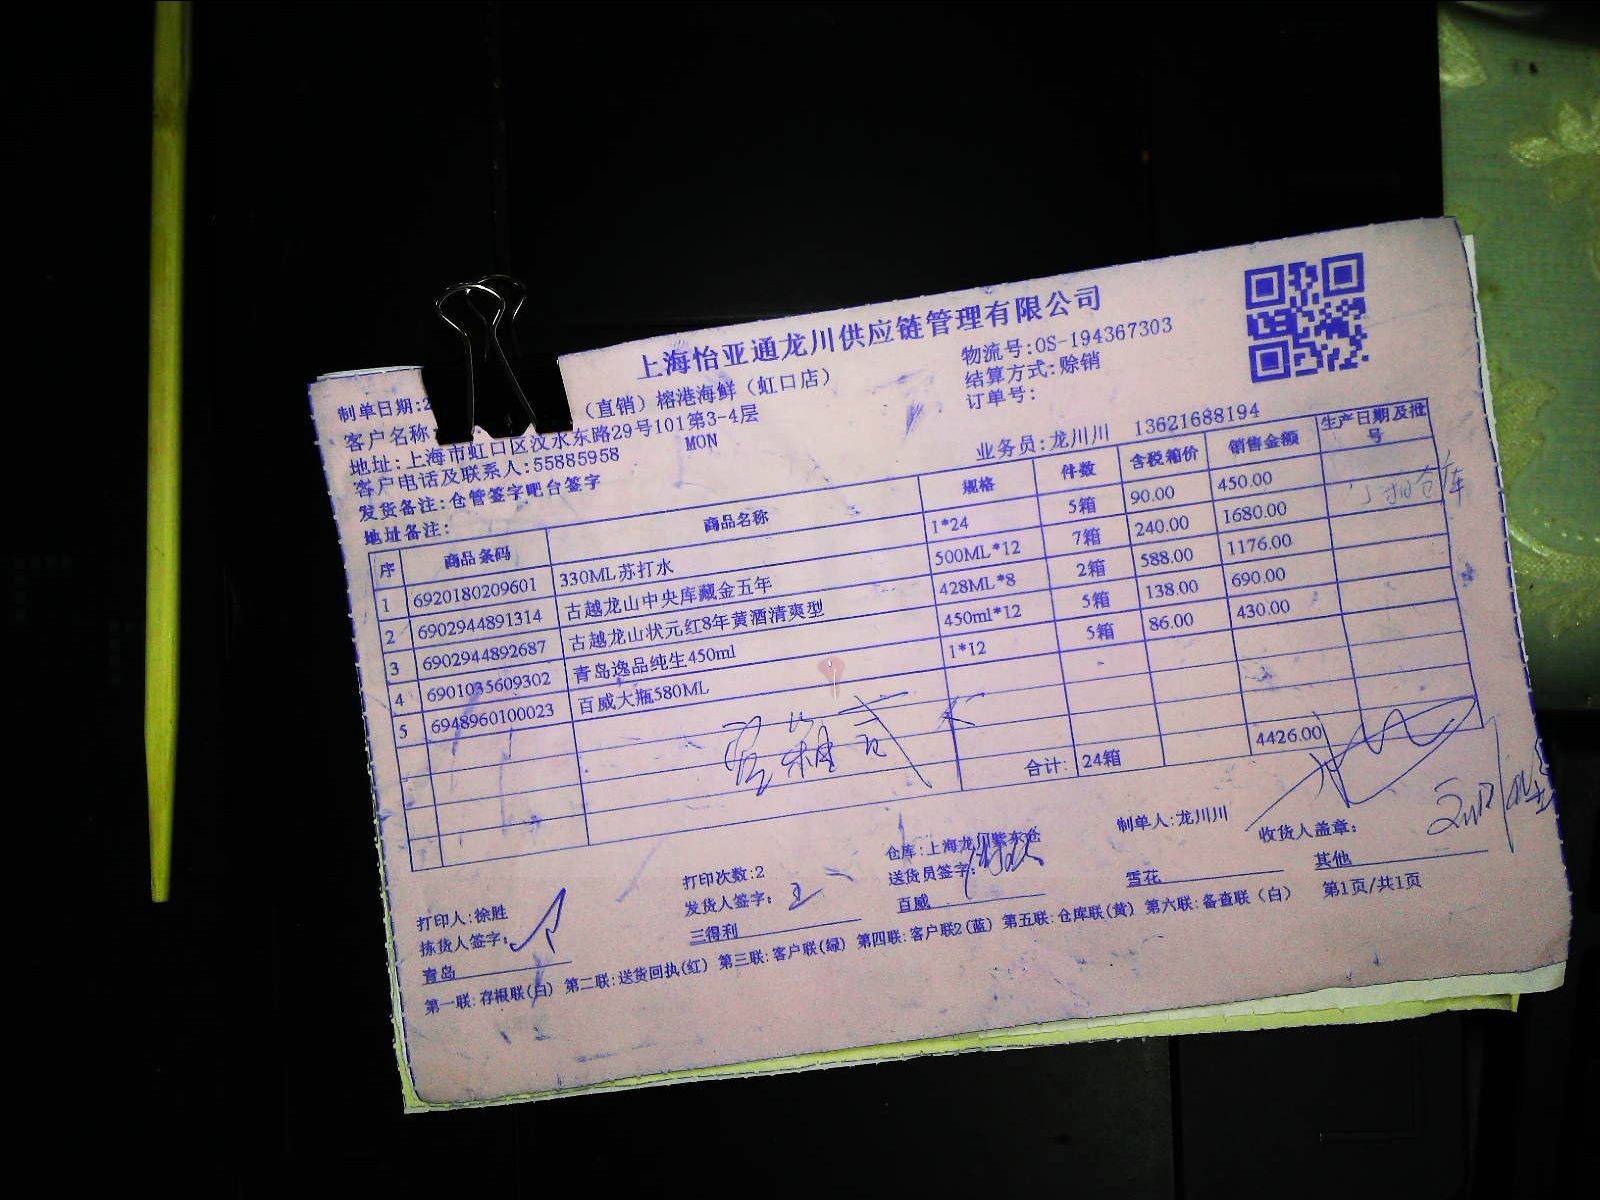 上海怡亚通龙川供应链管理有限公司
制单日期:2
物流号:OS-194367303
客户名称: (直销) 榕港海鲜 (虹口店)
结算方式:赊销
地址:上海市虹口区汶水东路29号101第3-4层
订单号:
客户电话及联系人:55885958 MON
业务员:龙川川 13621688194
发货备注:仓管签字吧台签字
地址备注:
序 商品条码 商品名称 规格 件数 含税箱价 销售金额 生产日期及批号
1 6920180209601 330ML苏打水 1*24 5箱 90.00 450.00
2 6902944891314 古越龙山中央库藏金五年 500ML*12 7箱 240.00 1680.00
3 6902944892687 古越龙山状元红8年黄酒清爽型 428ML*8 2箱 588.00 1176.00
4 6901035609302 青岛逸品纯生450ml 450ml*12 5箱 138.00 690.00
5 6948960100023 百威大瓶580ML 1*12 5箱 86.00 430.00
合计: 24箱 4426.00
打印人:徐胜 打印次数:2 仓库:上海龙川紫东仓 制单人:龙川川 收货人盖章:
拣货人签字: 发货人签字: 送货员签字:
青岛 三得利 百威 雪花 其他
第一联:存根联(白) 第二联:送货回执(红) 第三联:客户联(绿) 第四联:客户联2(蓝) 第五联:仓库联(黄) 第六联:备查联 (白) 第1页/共1页